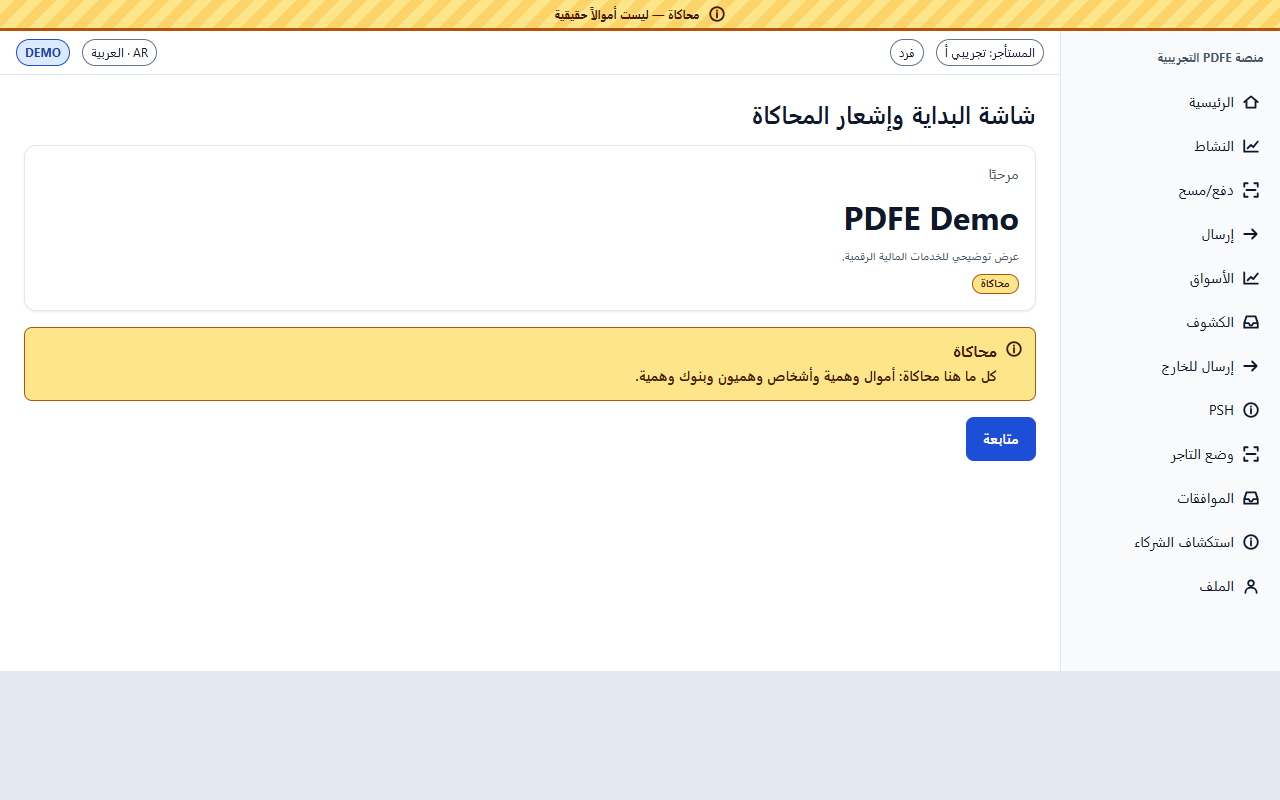 محاكاة — ليست أموالاً حقيقية
منصة PDFE التجريبية
الرئيسية
النشاط
دفع/مسح
إرسال
الأسواق
الكشوف
إرسال للخارج
PSH
وضع التاجر
الموافقات
استكشاف الشركاء
الملف
المستأجر: تجريبي أ
فرد
AR · العربية
DEMO
شاشة البداية وإشعار المحاكاة
مرحبًا
PDFE Demo
عرض توضيحي للخدمات المالية الرقمية.
محاكاة
محاكاة
كل ما هنا محاكاة: أموال وهمية وأشخاص وهميون وبنوك وهمية.
متابعة